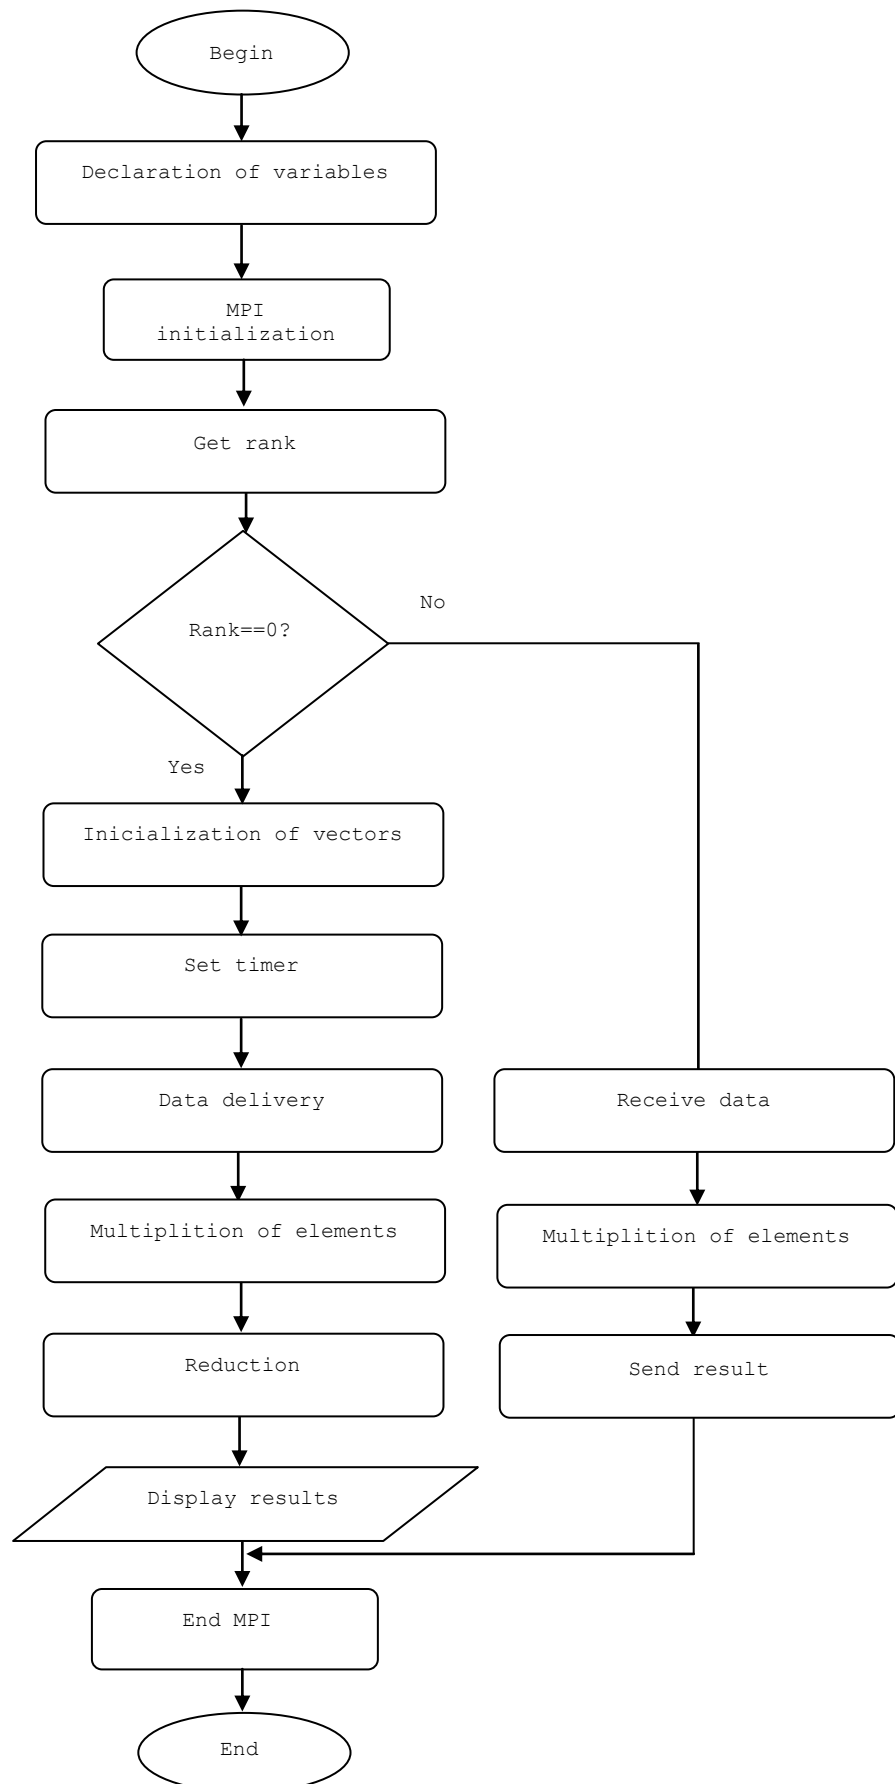 Begin
Declaration of variables
MPI
initialization
Get rank
Rank==0?
No
Yes
Inicialization of vectors
Set timer
Data delivery
Receive data
Multiplition of elements
Multiplition of elements
Reduction
Send result
Display results
End MPI
End